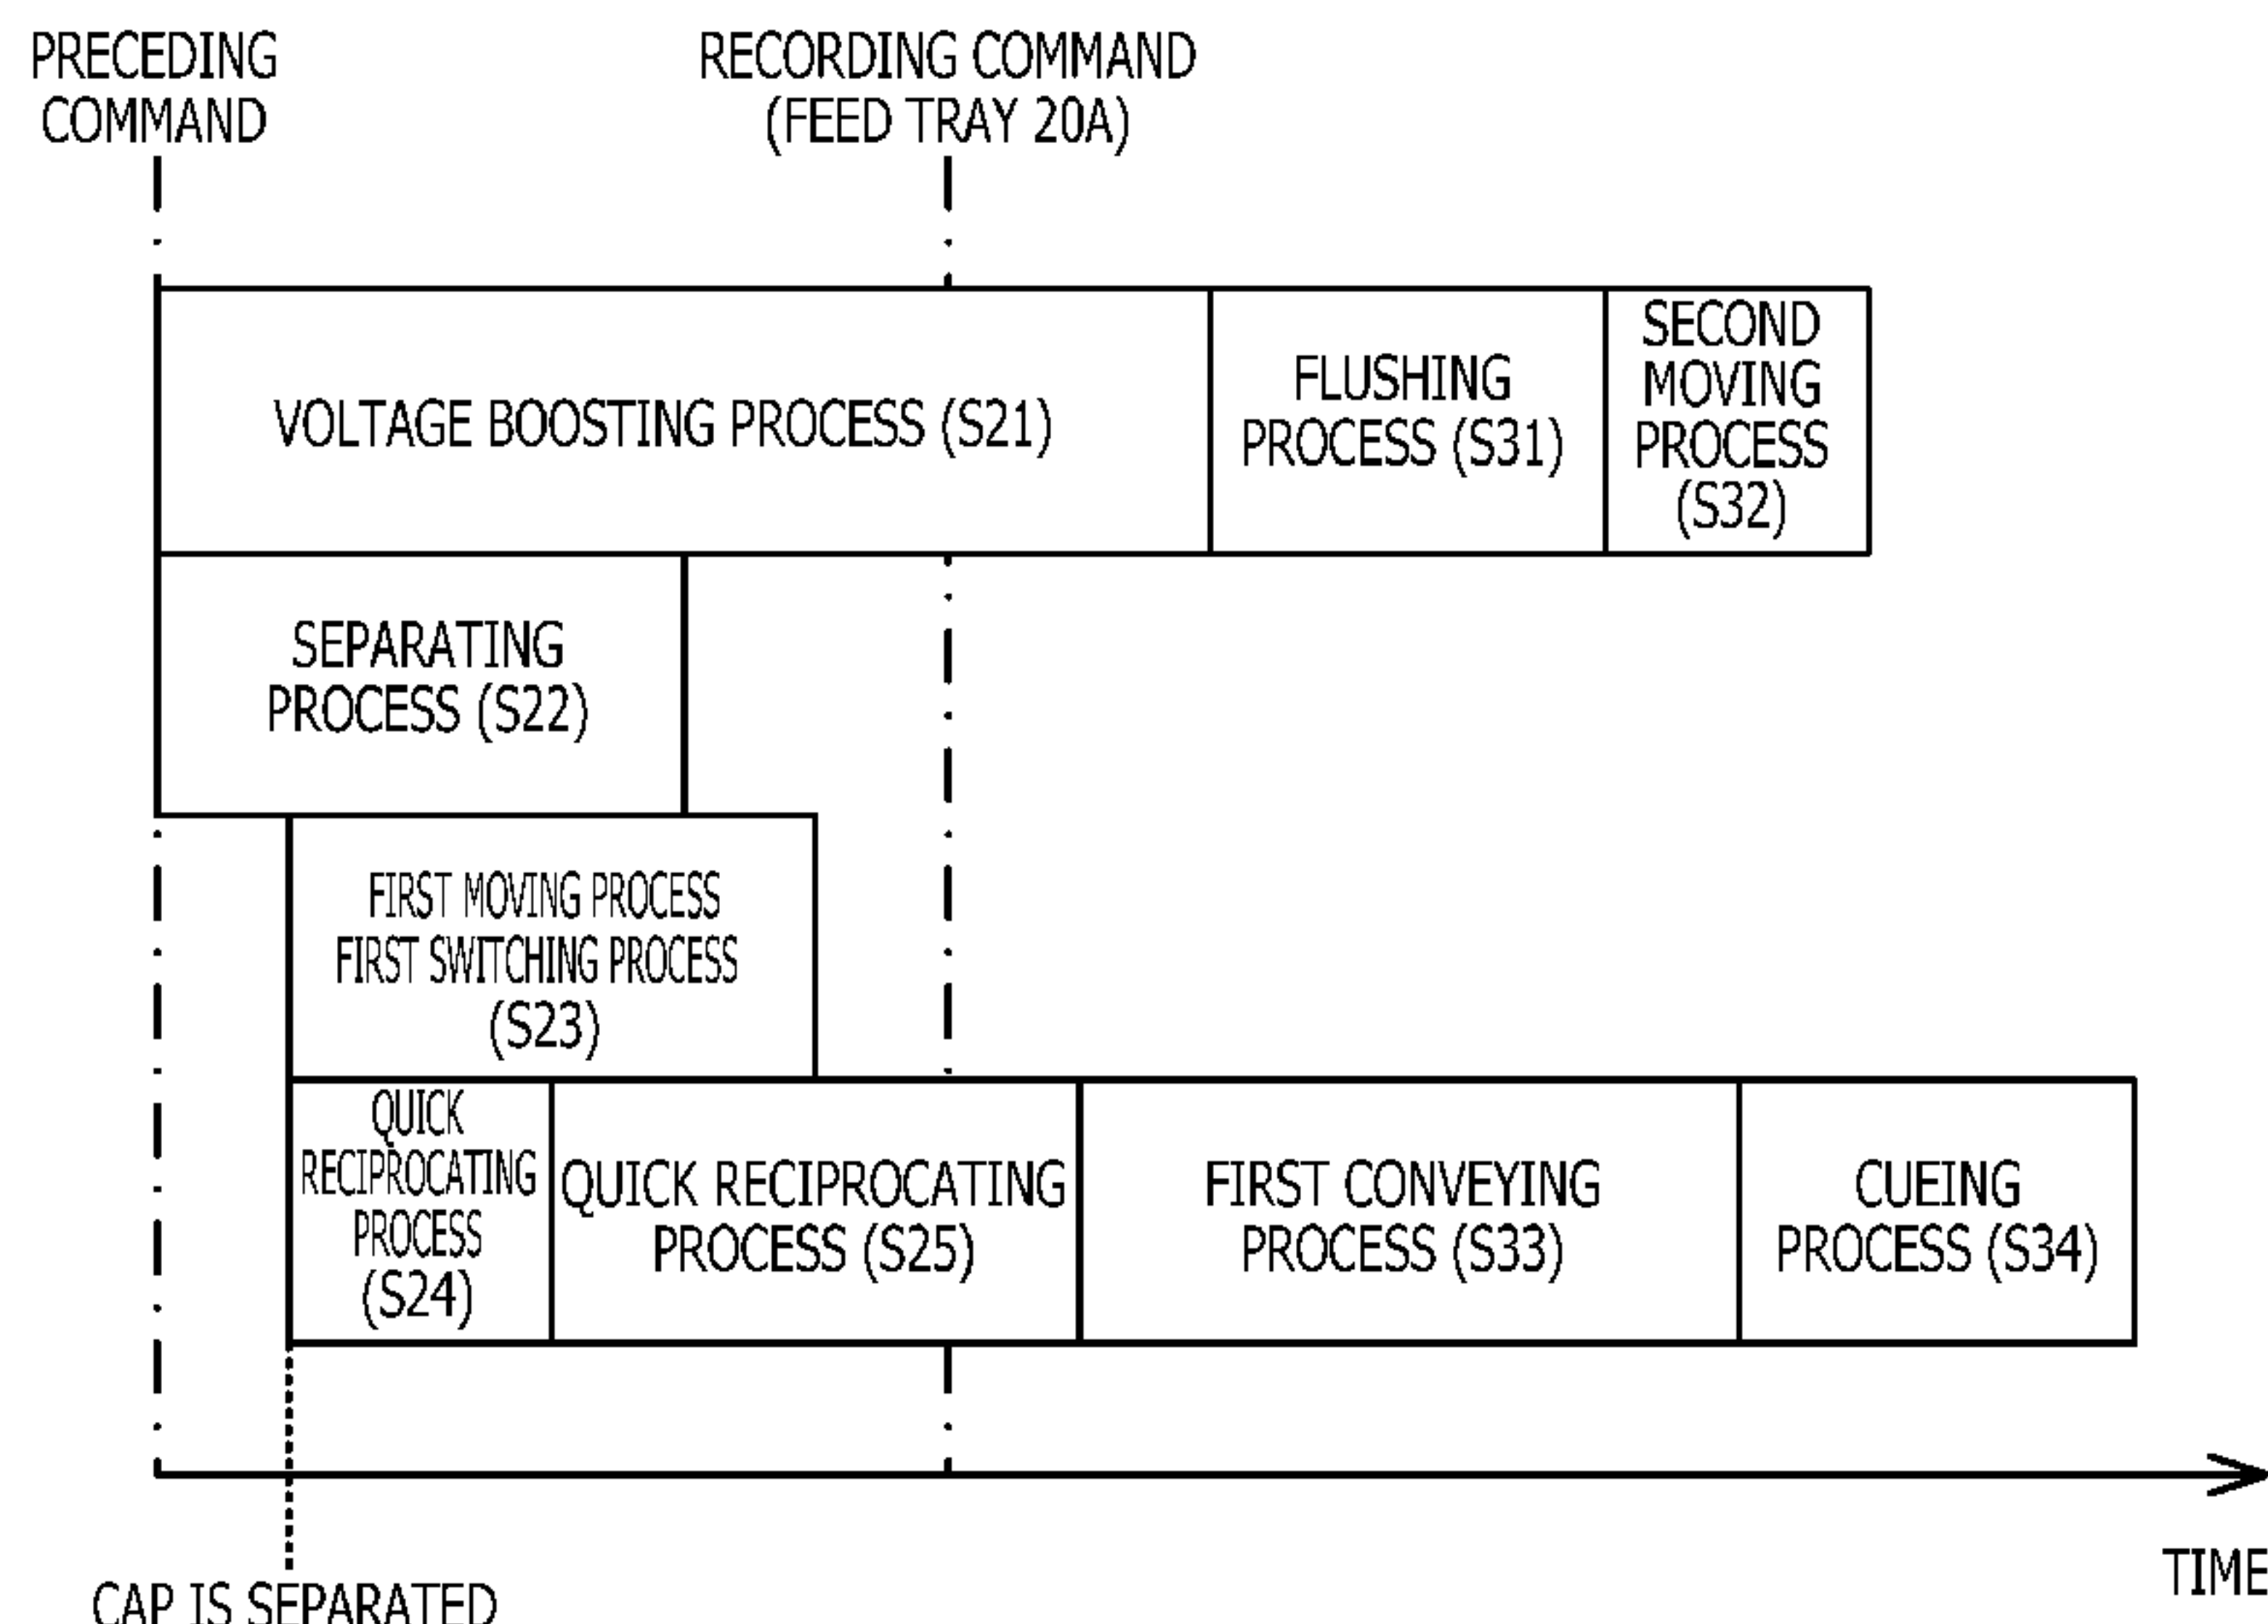 PRECEDING
COMMAND
RECORDING COMMAND
(FEED TRAY 20A)
VOLTAGE BOOSTING PROCESS (S21)
FLUSHING
PROCESS (S31)
SECOND
MOVING
PROCESS
(S32)
SEPARATING
PROCESS (S22)
FIRST MOVING PROCESS
FIRST SWITCHING PROCESS
(S23)
QUICK
RECIPROCATING
PROCESS
(S24)
QUICK RECIPROCATING
PROCESS (S25)
FIRST CONVEYING
PROCESS (S33)
CUEING
PROCESS (S34)
TIME
CAP IS SEPARATED